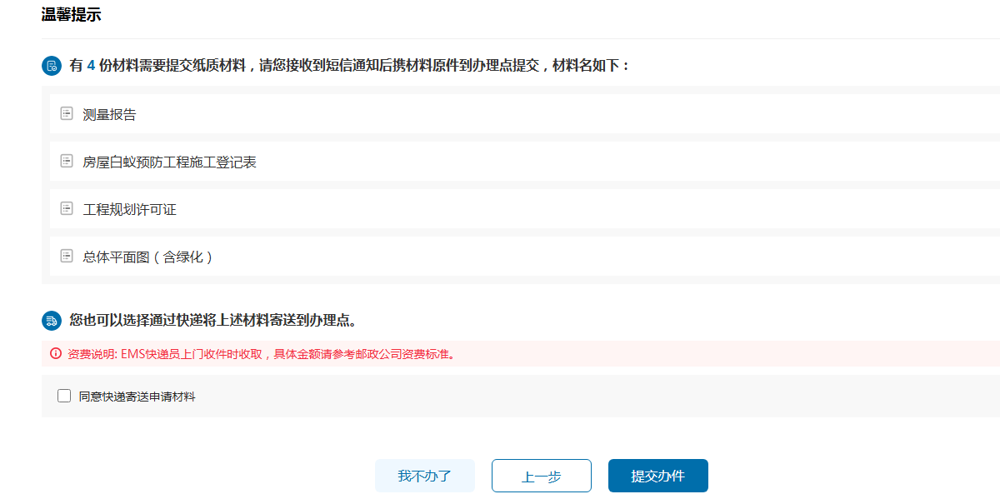 温馨提示
有 4 份材料需要提交纸质材料，请您接收到短信通知后携材料原件到办理点提交，材料名如下：
测量报告
房屋白蚁预防工程施工登记表
工程规划许可证
总体平面图（含绿化）
您也可以选择通过快递将上述材料寄送到办理点。
资费说明: EMS快递员上门收件时收取，具体金额请参考邮政公司资费标准。
同意快递寄送申请材料
我不办了 上一步 提交办件